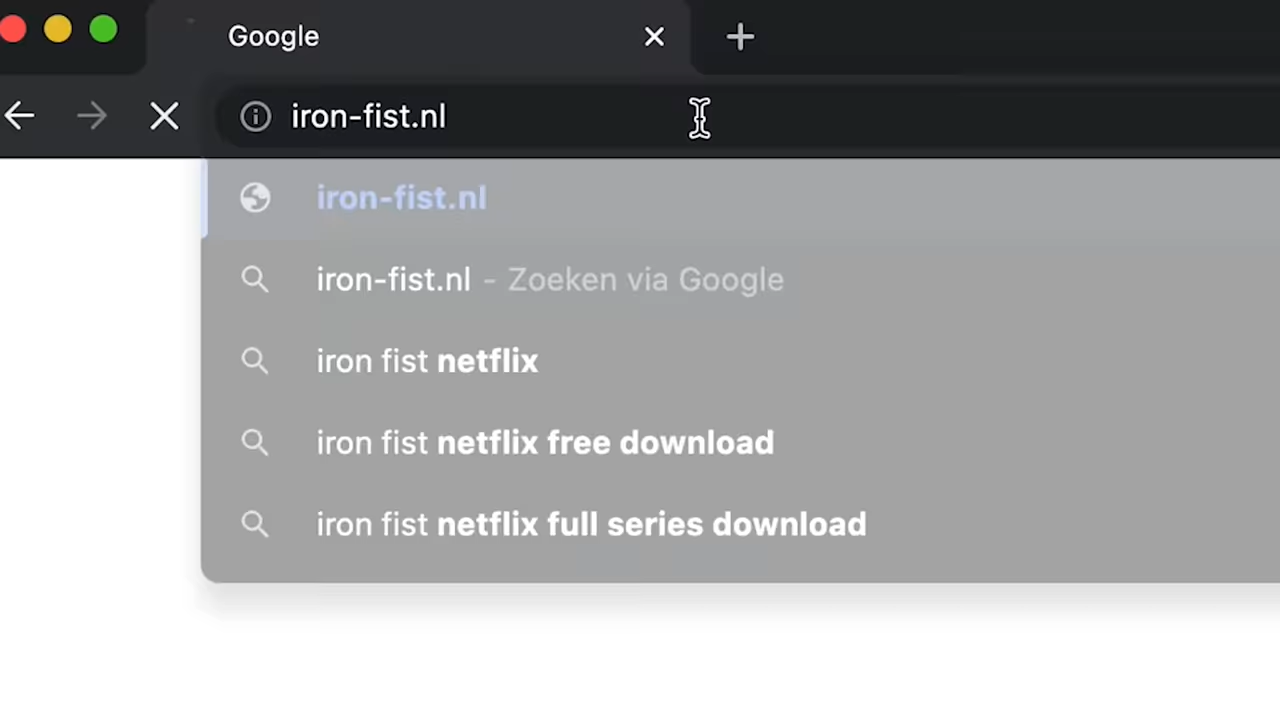 Google
iron-fist.nl
iron-fist.nl
iron-fist.nl - Zoeken via Google
iron fist netflix
iron fist netflix free download
iron fist netflix full series download